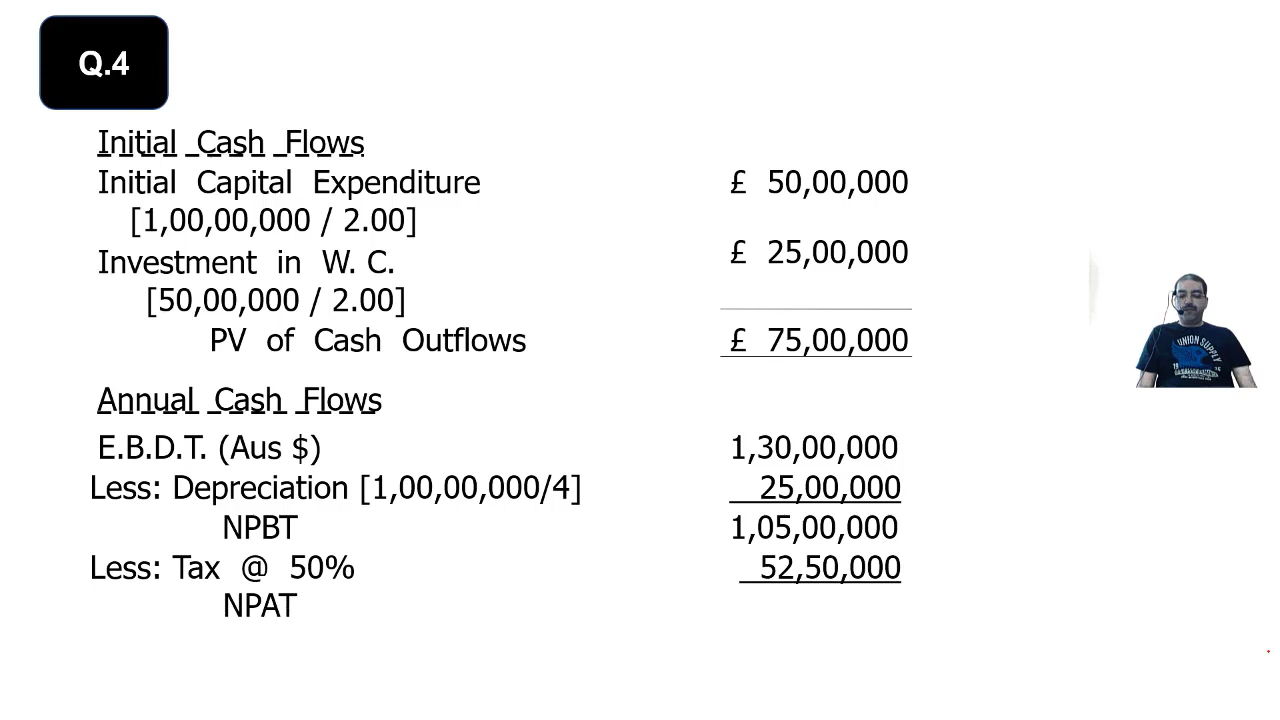 Q.4
Initial Cash Flows
Initial Capital Expenditure £ 50,00,000
[1,00,00,000 / 2.00]
Investment in W. C. £ 25,00,000
[50,00,000 / 2.00]
PV of Cash Outflows £ 75,00,000
Annual Cash Flows
E.B.D.T. (Aus $) 1,30,00,000
Less: Depreciation [1,00,00,000/4] 25,00,000
NPBT 1,05,00,000
Less: Tax @ 50% 52,50,000
NPAT
UNION SUPPLY